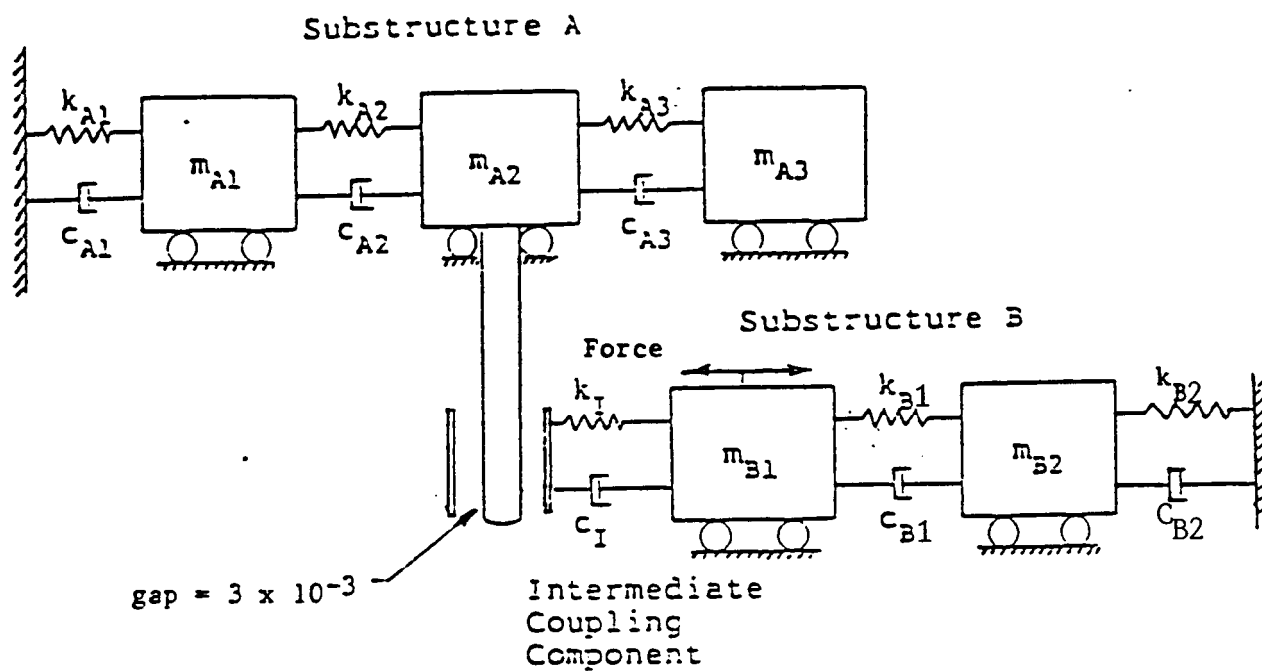 Substructure A
k_A1
k_A2
k_A3
m_A1
m_A2
m_A3
c_A1
c_A2
c_A3
Substructure B
Force
k_I
k_B1
k_B2
m_B1
m_B2
c_I
c_B1
C_B2
gap = 3 x 10^-3
Intermediate
Coupling
Component